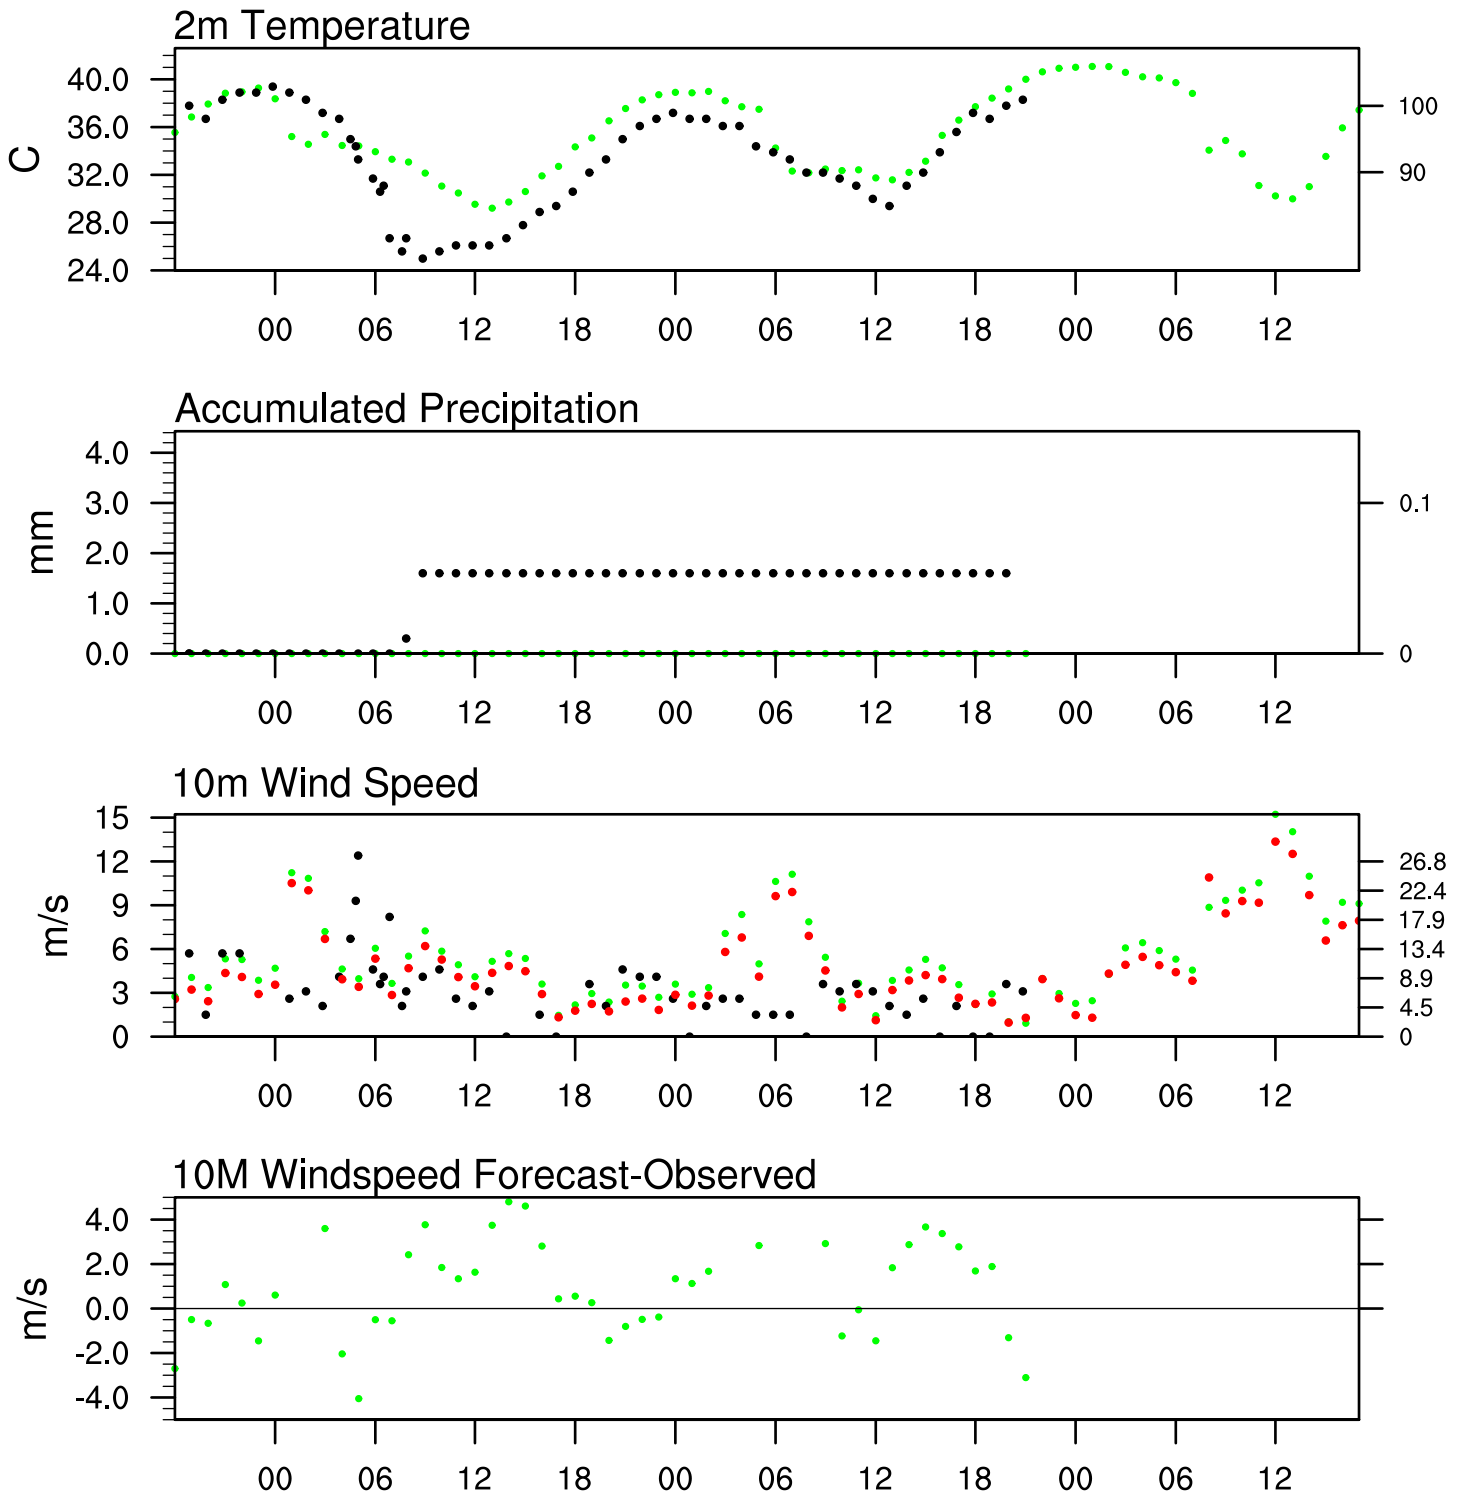 2m Temperature
C
40.0
36.0
32.0
28.0
24.0
100
90
00 06 12 18 00 06 12 18 00 06 12
Accumulated Precipitation
mm
4.0
3.0
2.0
1.0
0.0
0.1
0
00 06 12 18 00 06 12 18 00 06 12
10m Wind Speed
m/s
15
12
9
6
3
0
26.8
22.4
17.9
13.4
8.9
4.5
0
00 06 12 18 00 06 12 18 00 06 12
10M Windspeed Forecast-Observed
m/s
4.0
2.0
0.0
-2.0
-4.0
00 06 12 18 00 06 12 18 00 06 12